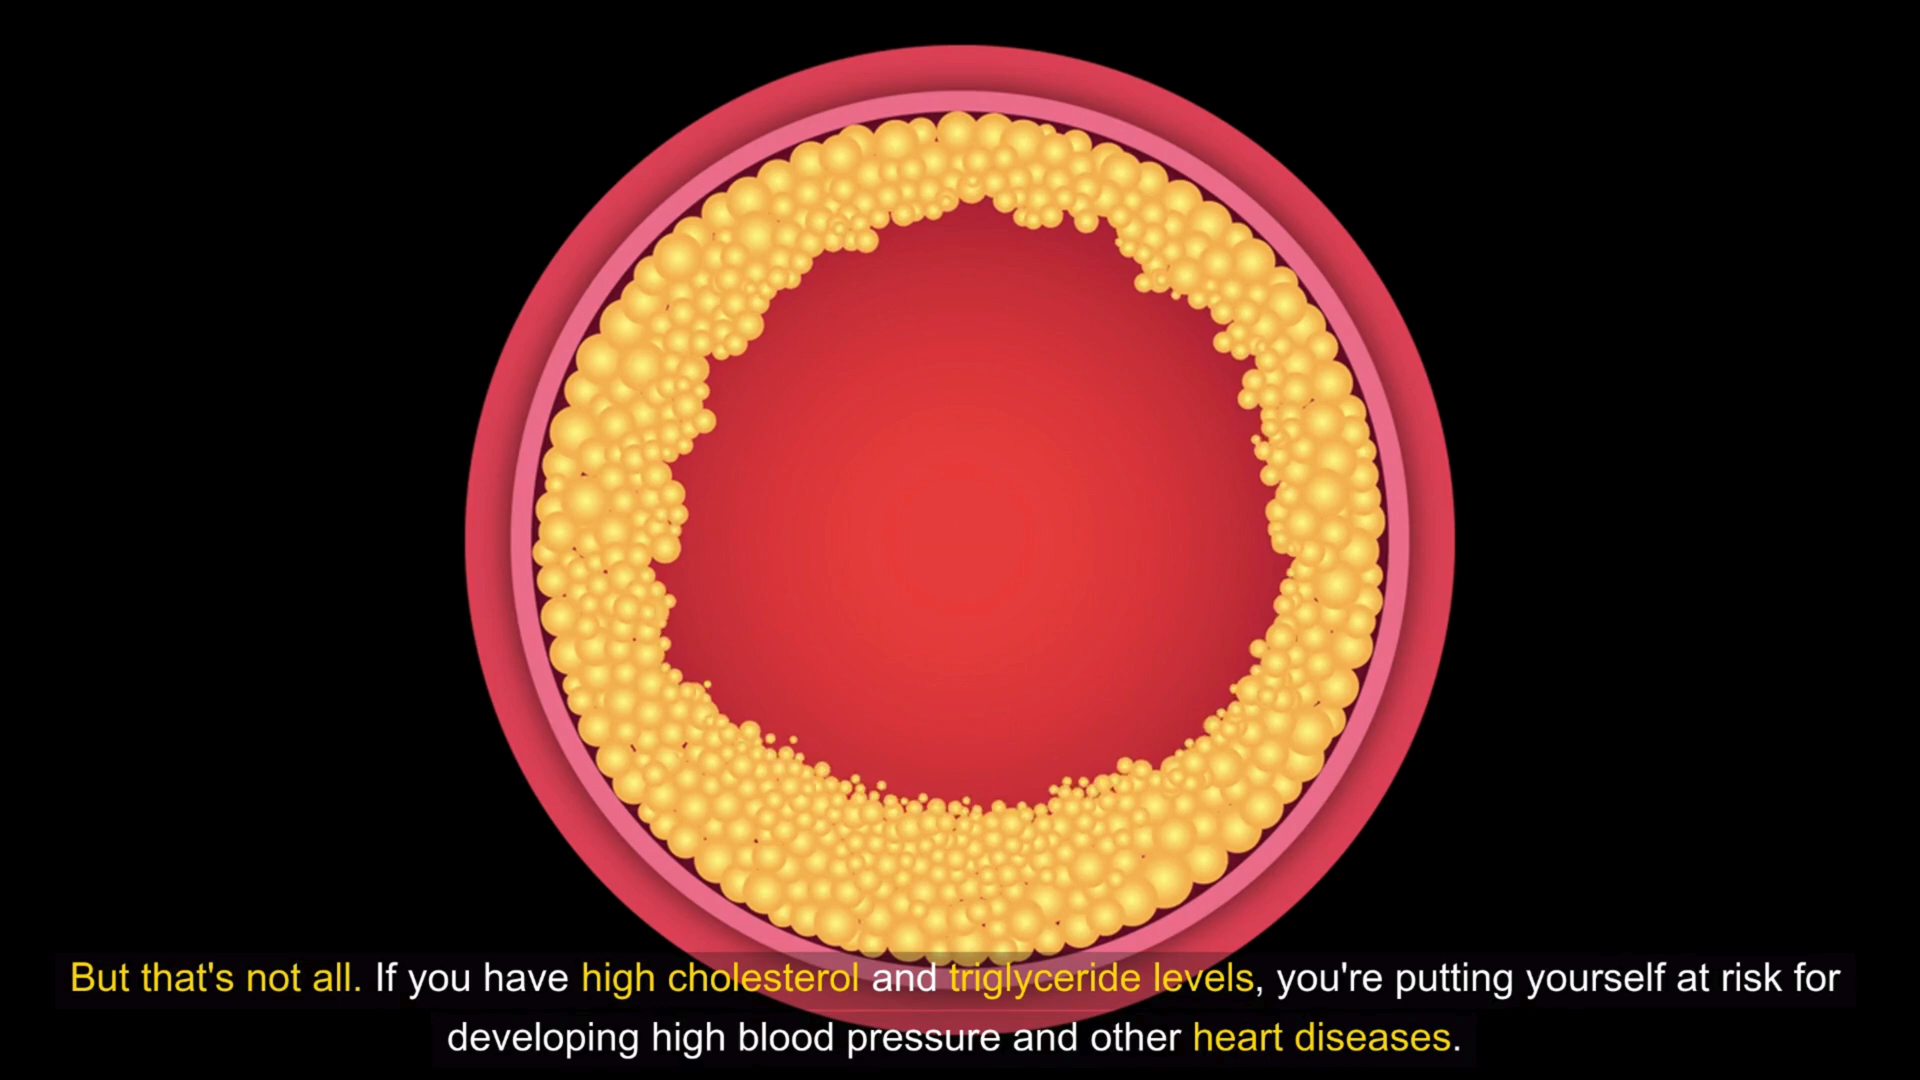 But that's not all. If you have high cholesterol and triglyceride levels, you're putting yourself at risk for
developing high blood pressure and other heart diseases.